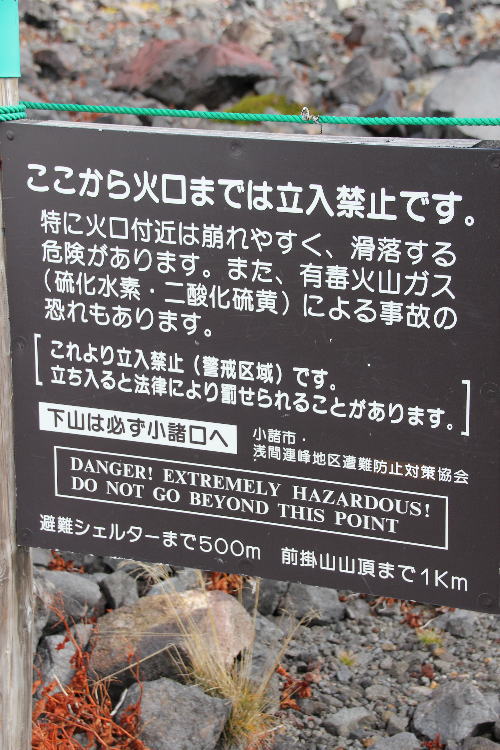 ここから火口までは立入禁止です。
特に火口付近は崩れやすく、滑落する
危険があります。また、有毒火山ガス
（硫化水素・二酸化硫黄）による事故の
恐れもあります。
これより立入禁止（警戒区域）です。
立ち入ると法律により罰せられることがあります。
下山は必ず小諸口へ
小諸市・
浅間連峰地区遭難防止対策協会
DANGER! EXTREMELY HAZARDOUS!
DO NOT GO BEYOND THIS POINT
避難シェルターまで500m 前掛山山頂まで1Km